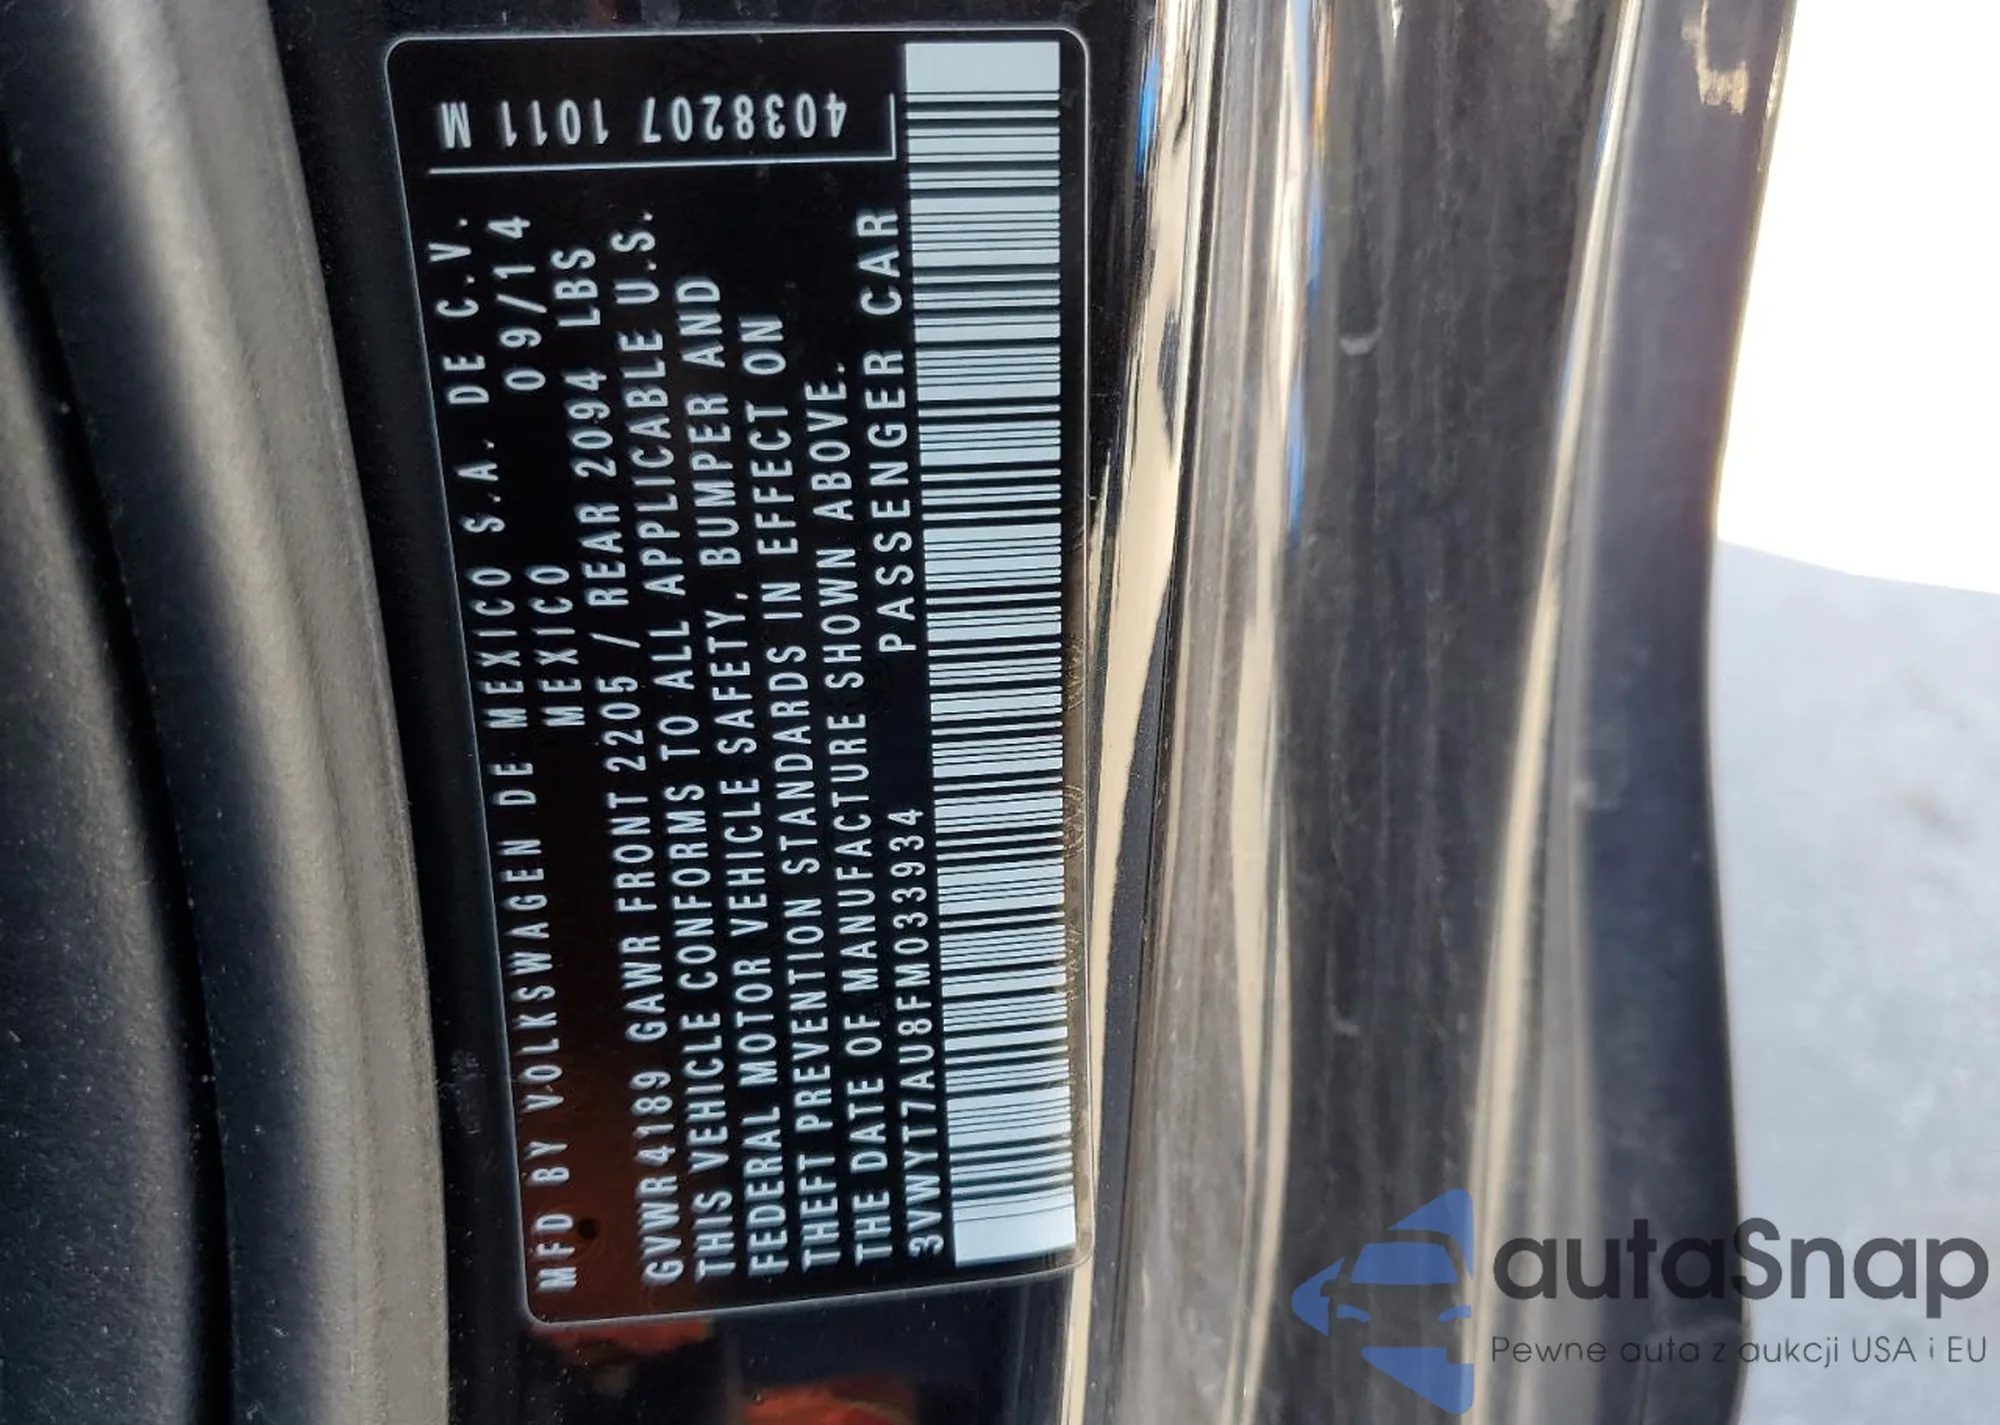 MFD BY VOLKSWAGEN DE MEXICO S.A. DE C.V.
MEXICO 09/14
GVWR 4189 GAWR FRONT 2205 / REAR 2094 LBS
THIS VEHICLE CONFORMS TO ALL APPLICABLE U.S.
FEDERAL MOTOR VEHICLE SAFETY, BUMPER AND
THEFT PREVENTION STANDARDS IN EFFECT ON
THE DATE OF MANUFACTURE SHOWN ABOVE.
3VWYT7AU8FM033934 PASSENGER CAR
4038207 1011 M
autaSnap
Pewne auta z aukcji USA i EU